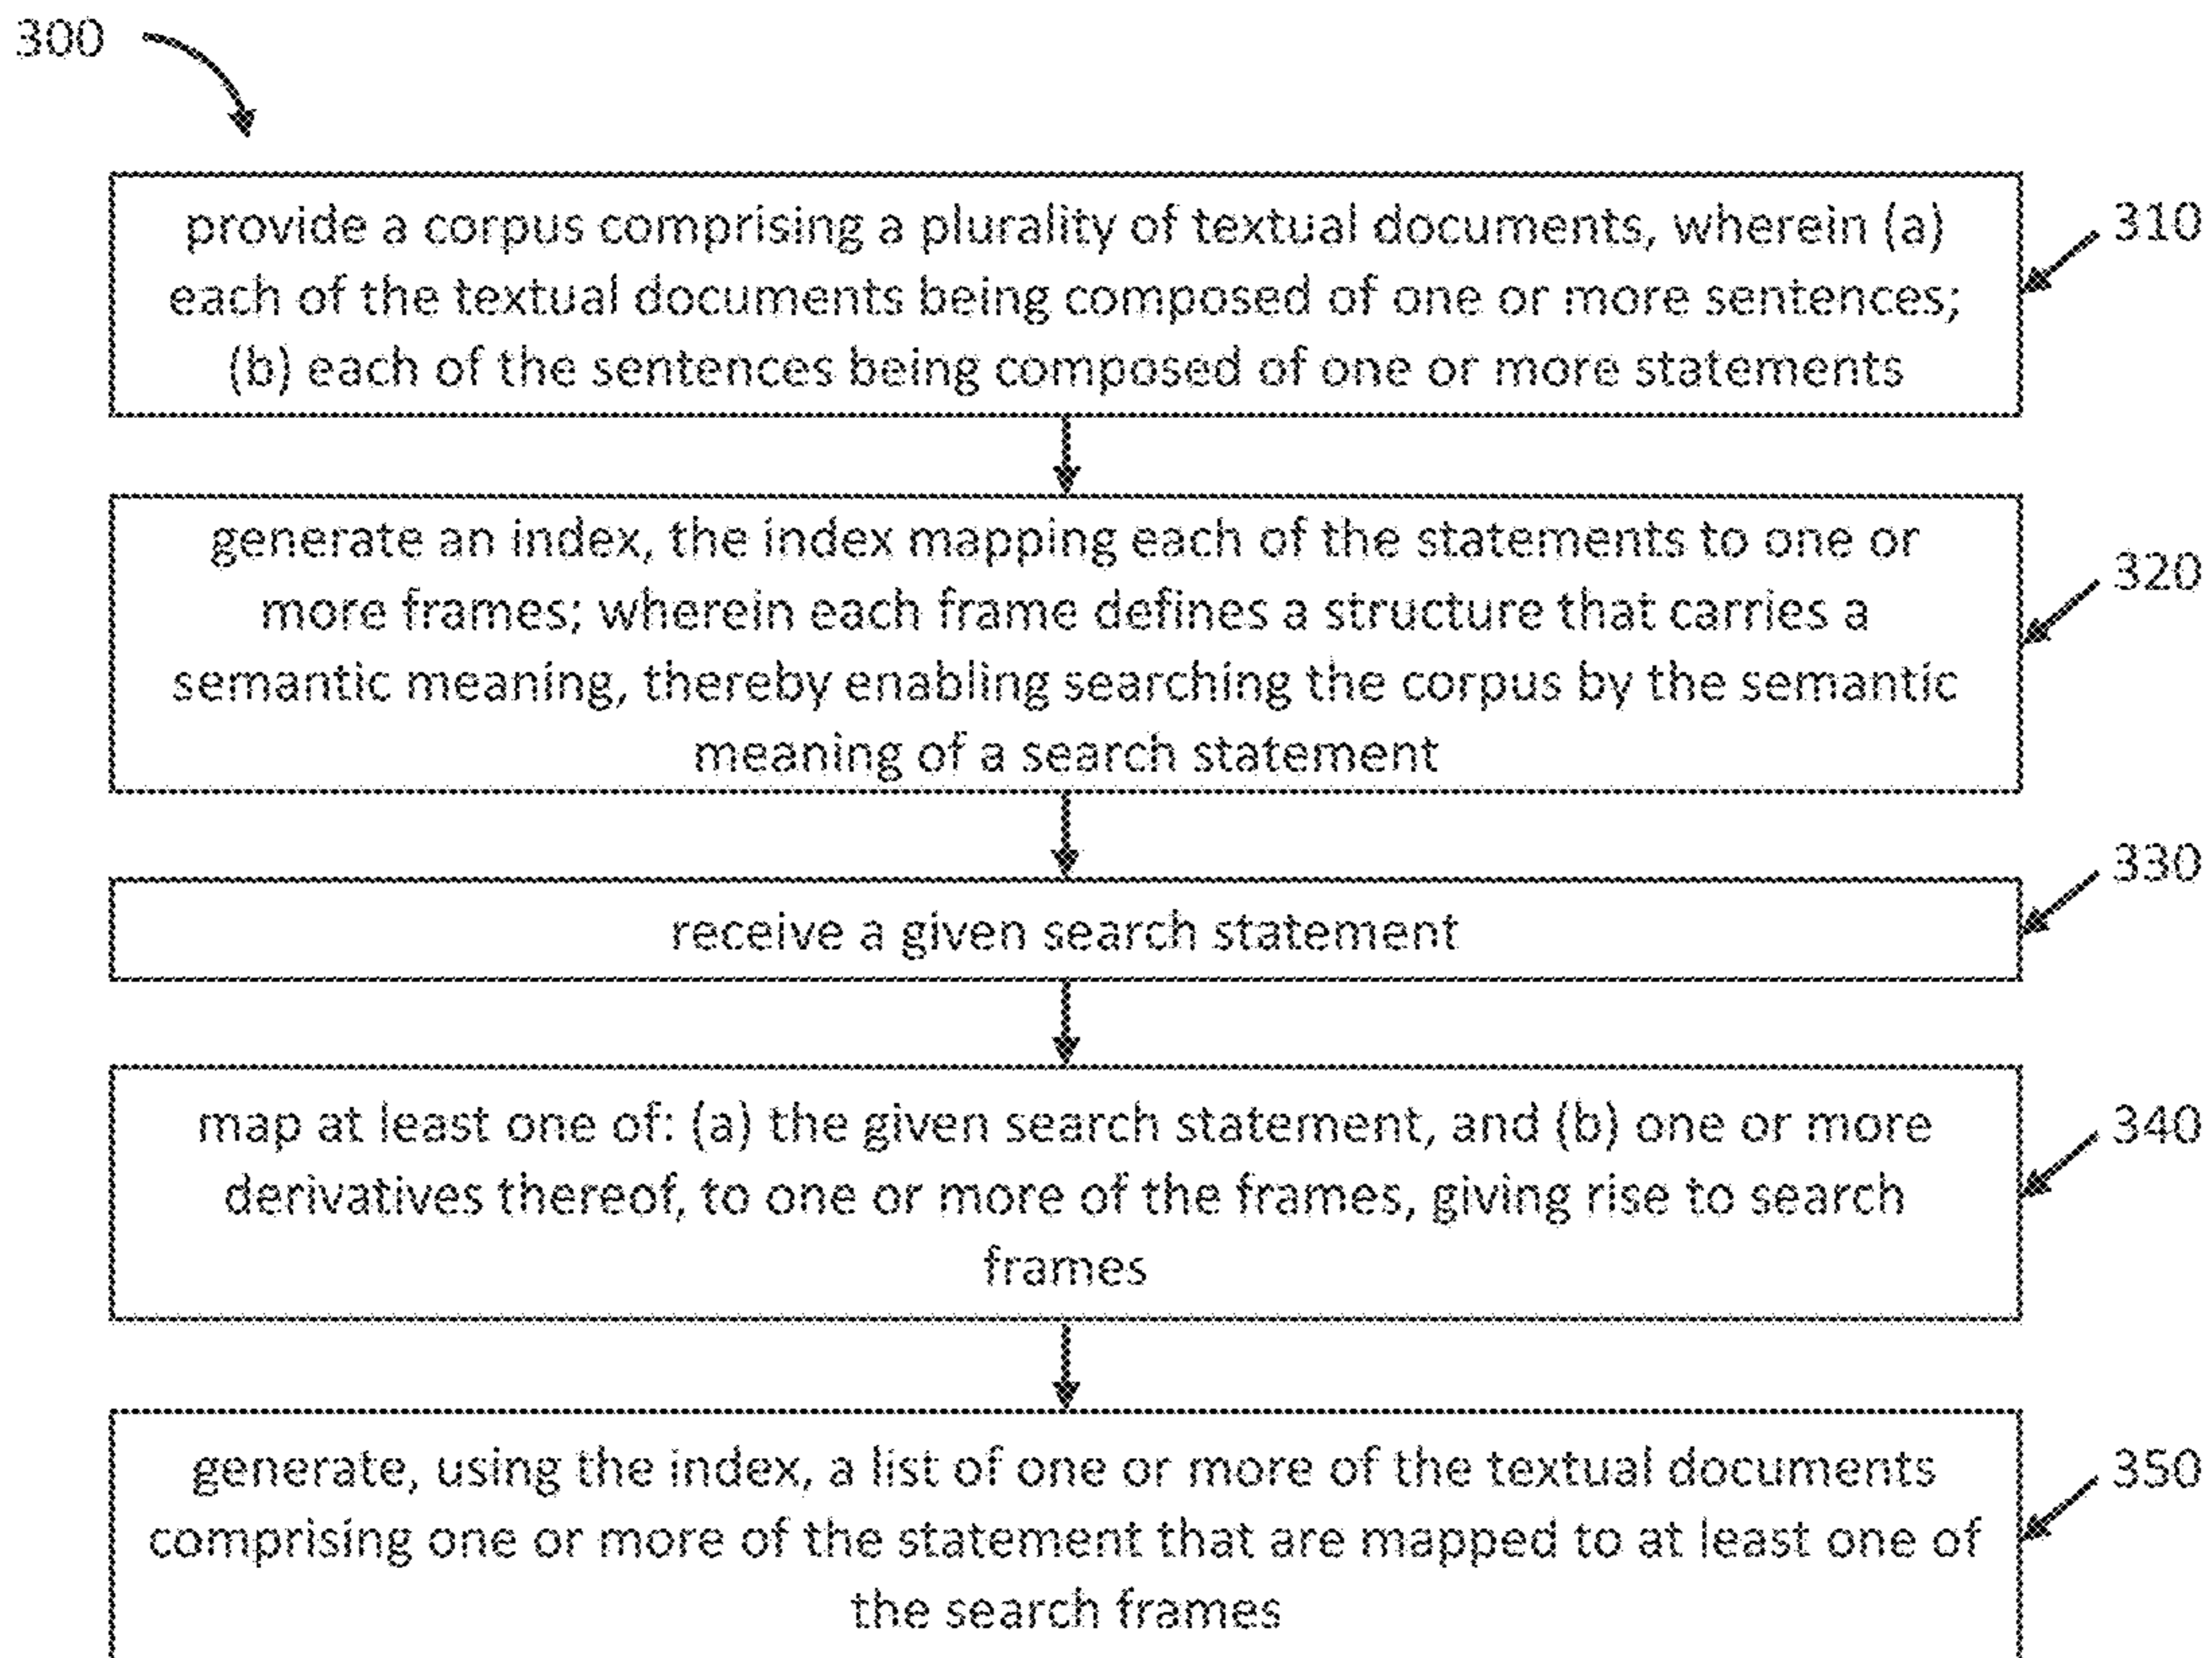 300
provide a corpus comprising a plurality of textual documents, wherein (a)
310
each of the textual documents being composed of one or more sentences;
(b) each of the sentences being composed of one or more statements
generate an index, the index mapping each of the statements to one or
320
more frames; wherein each frame defines a structure that carries a
semantic meaning, thereby enabling searching the corpus by the semantic
meaning of a search statement
330
receive a given search statement
map at least one of: (a) the given search statement, and (b) one or more
340
derivatives thereof, to one or more of the frames, giving rise to search
frames
generate, using the index, a list of one or more of the textual documents
350
comprising one or more of the statement that are mapped to at least one of
the search frames